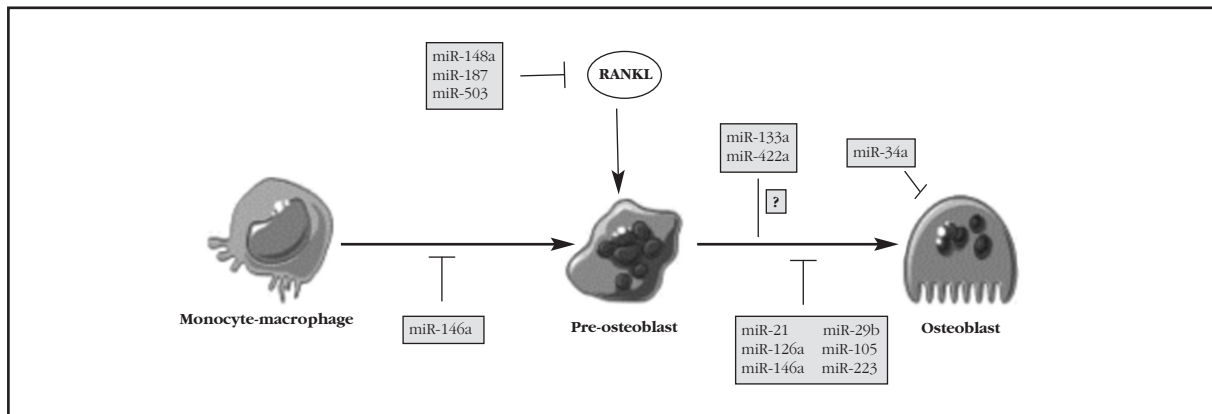 miR-148a
miR-187
miR-503
RANKL
miR-133a
miR-422a
?
miR-34a
Monocyte-macrophage
miR-146a
Pre-osteoblast
miR-21 miR-29b
miR-126a miR-105
miR-146a miR-223
Osteoblast